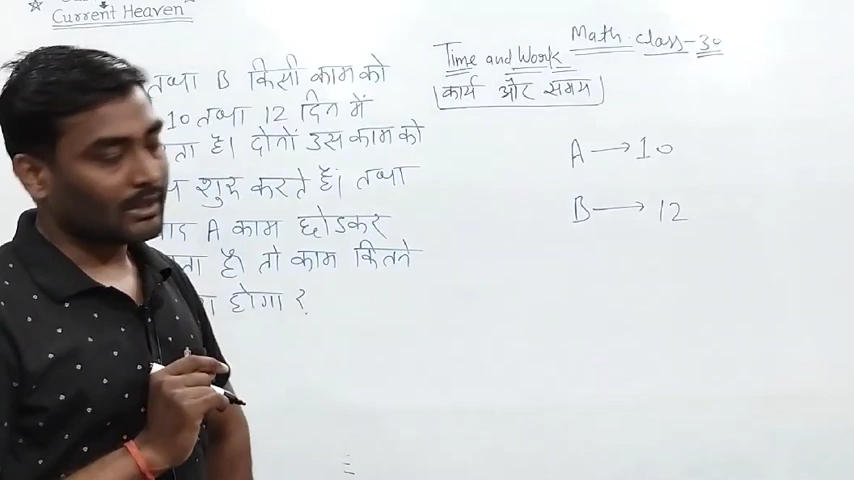 Current Heaven
Math class-30
Time and Work
कार्य और समय
तथा B किसी काम को
10 तथा 12 दिन में
ता है। दोनों उस काम को
शुरू करते हैं। तथा
बाद A काम छोडकर
ता है। तो काम कितने
होगा ?
A → 10
B → 12